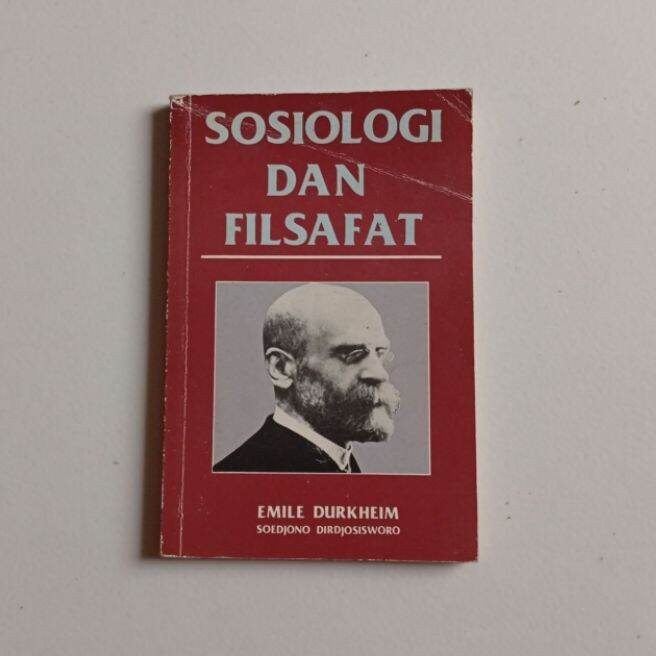 SOSIOLOGI
DAN
FILSAFAT
EMILE DURKHEIM
SOEDJONO DIRDJOSISWORO